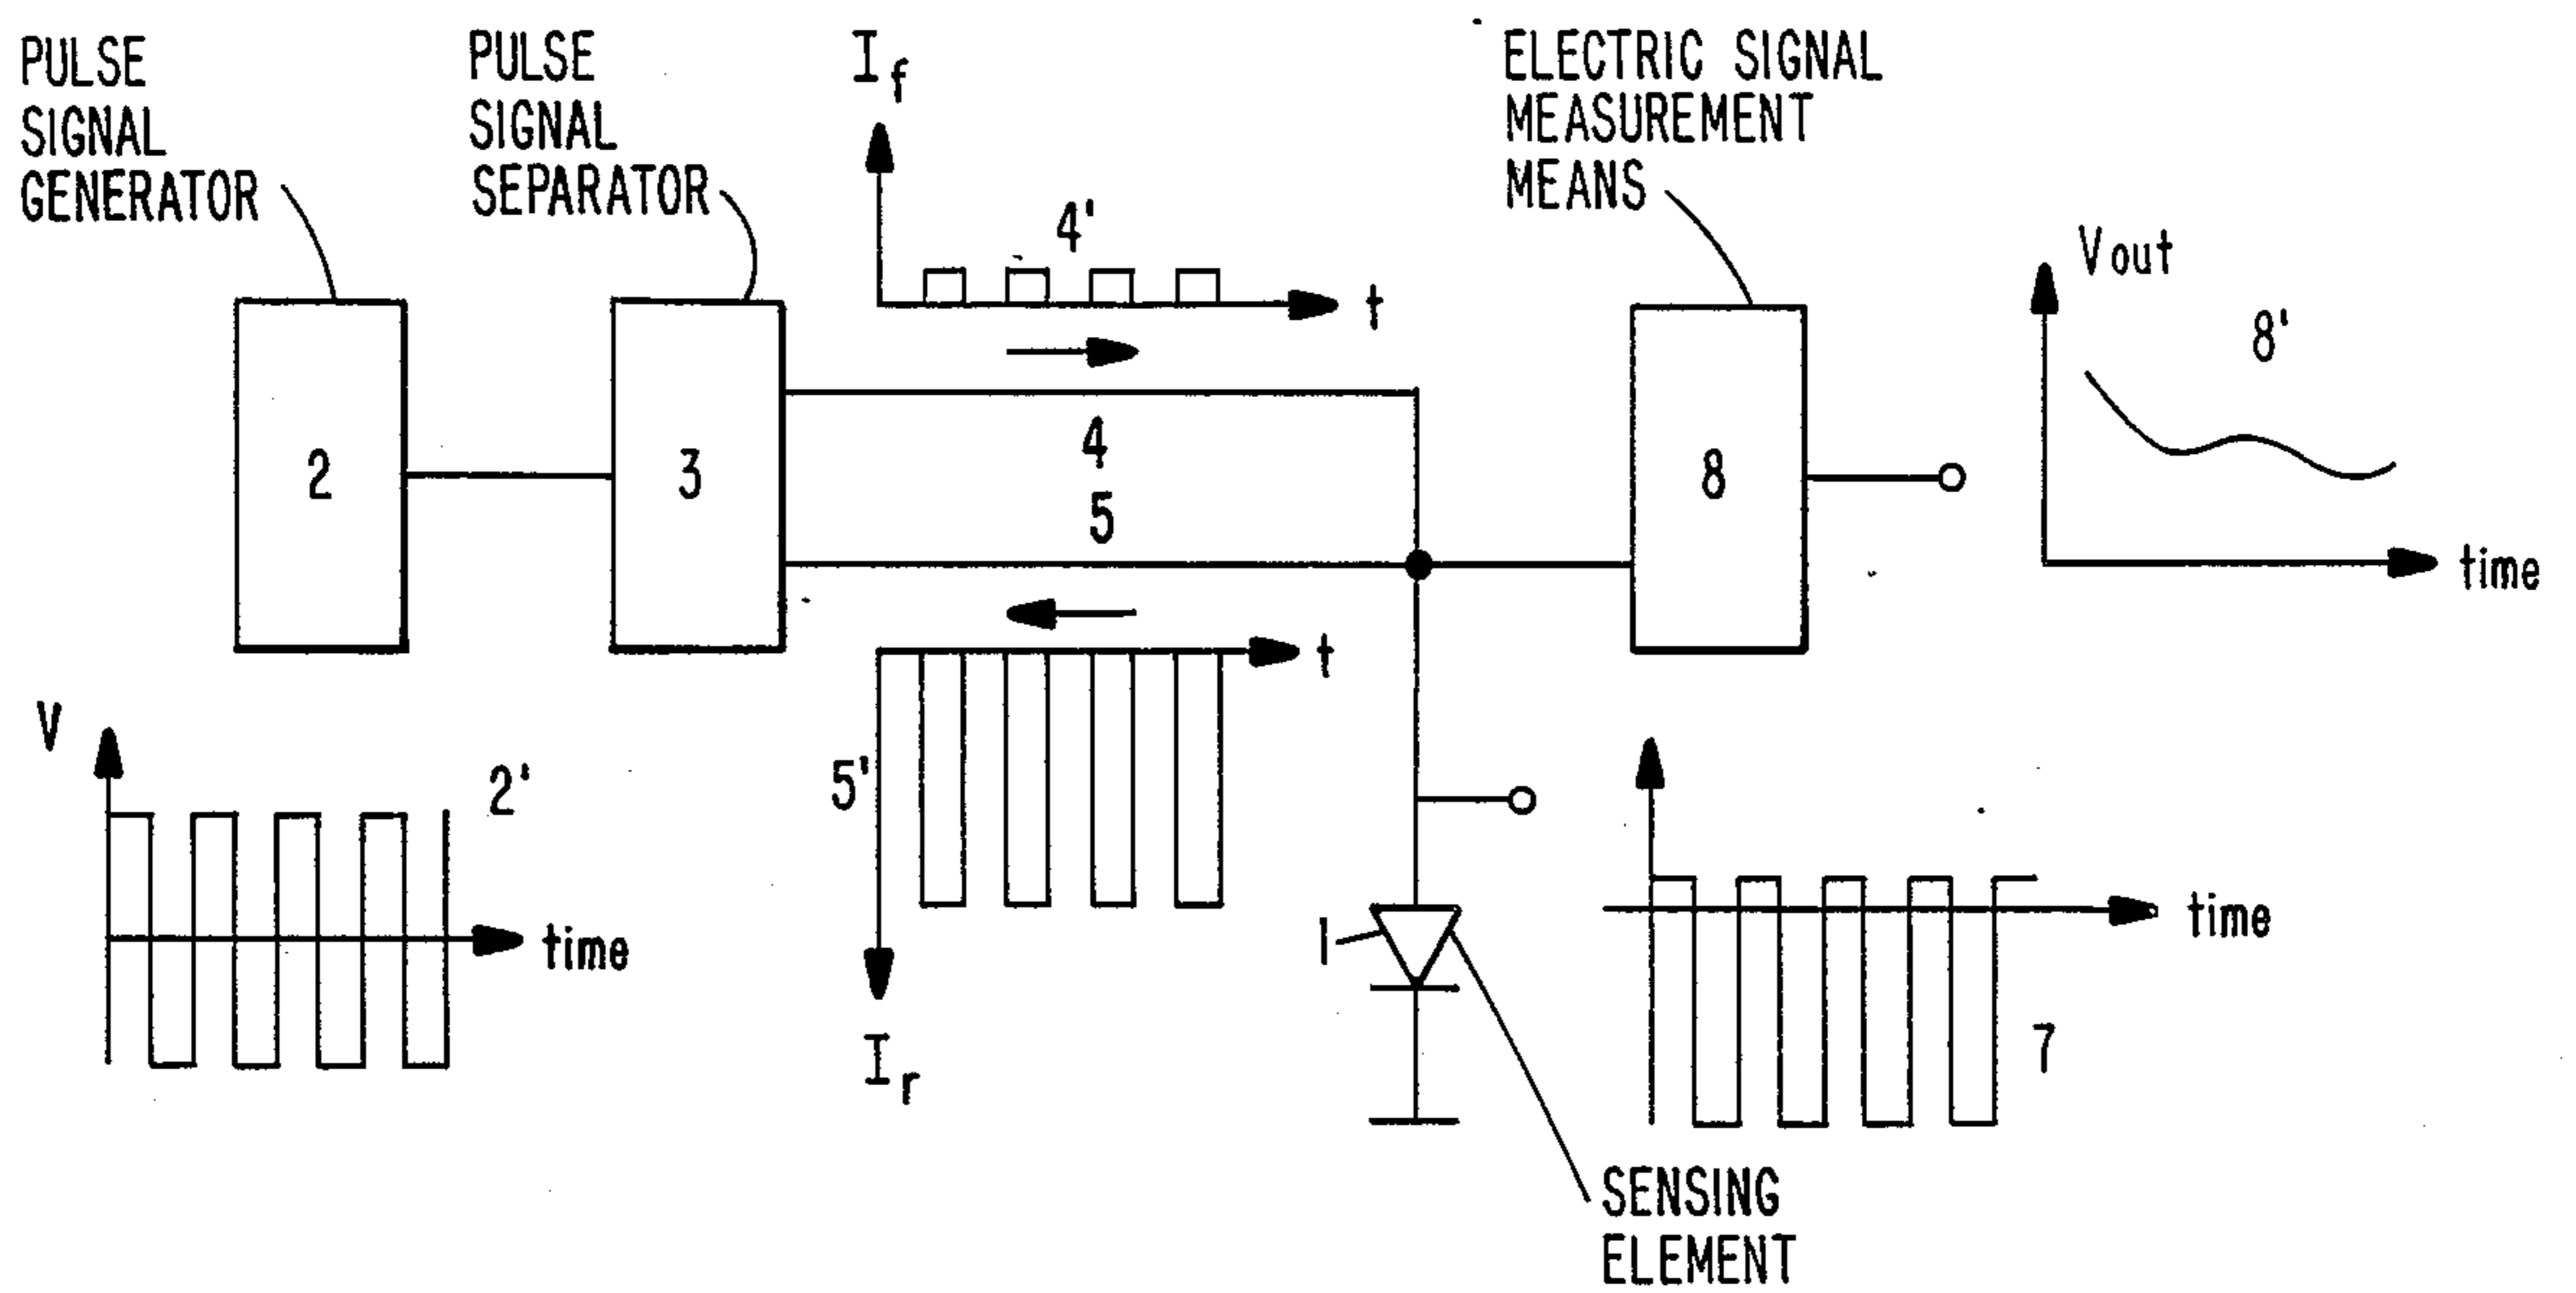 PULSE
SIGNAL
GENERATOR
PULSE
SIGNAL
SEPARATOR
If
4'
t
ELECTRIC SIGNAL
MEASUREMENT
MEANS
Vout
8'
time
2
3
4
5
8
t
5'
Ir
V
2'
time
1
time
7
SENSING
ELEMENT